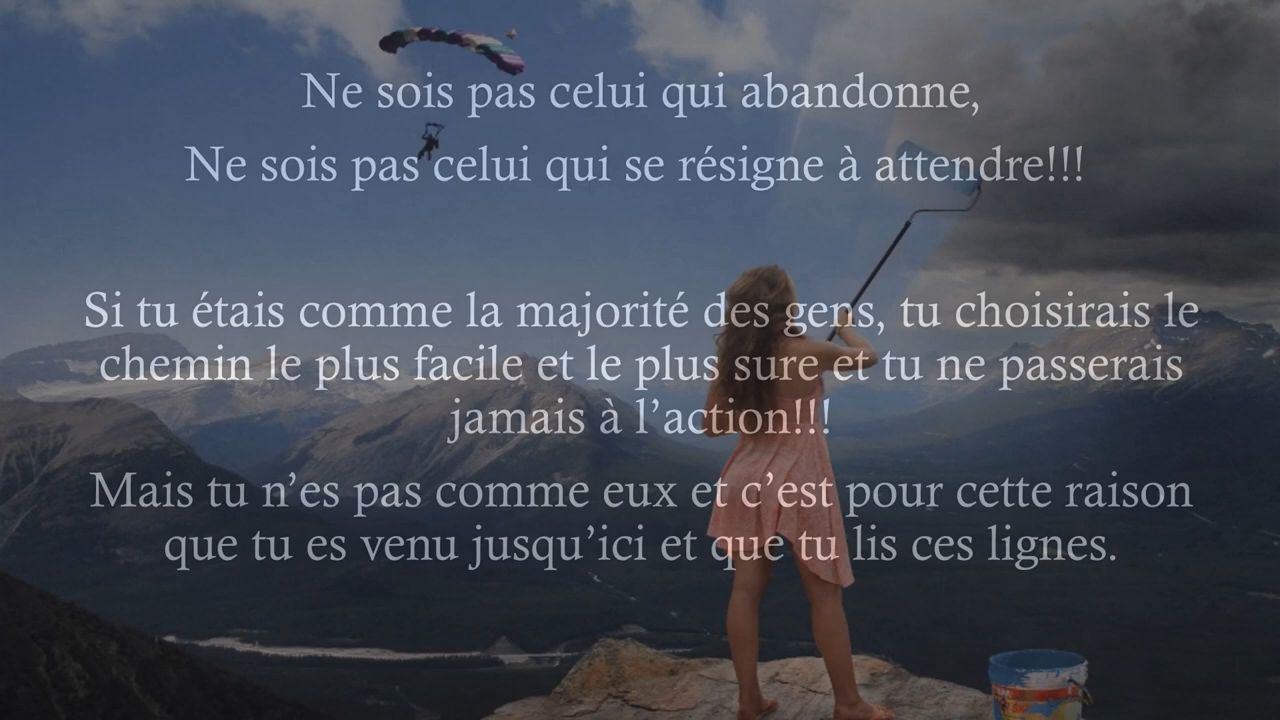 Ne sois pas celui qui abandonne,
Ne sois pas celui qui se résigne à attendre!!!
Si tu étais comme la majorité des gens, tu choisirais le
chemin le plus facile et le plus sure et tu ne passerais
jamais à l’action!!!
Mais tu n’es pas comme eux et c’est pour cette raison
que tu es venu jusqu’ici et que tu lis ces lignes.